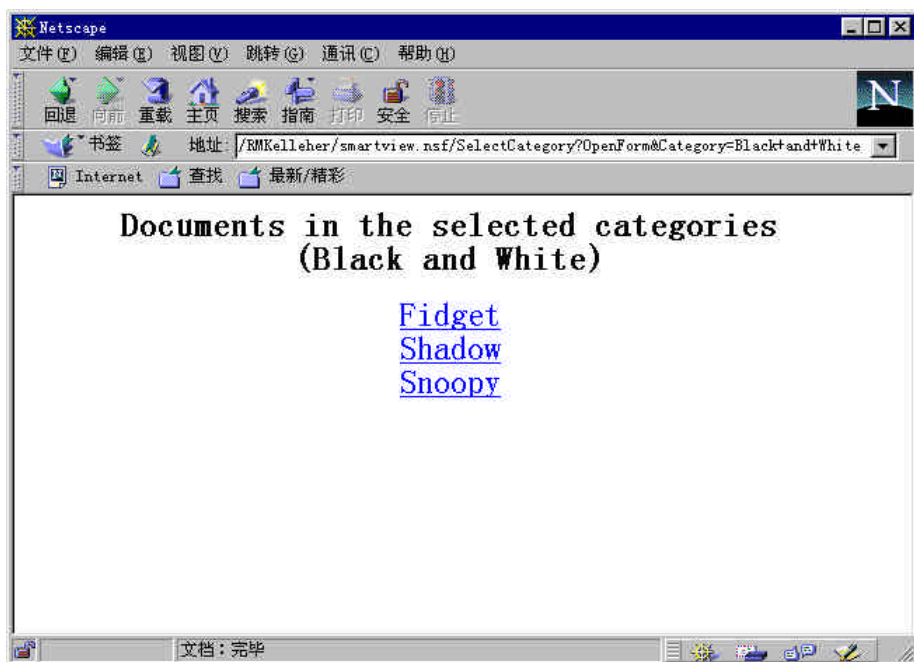 Netscape
文件(F) 编辑(E) 视图(V) 跳转(G) 通讯(C) 帮助(H)
回退 向前 重载 主页 搜索 指南 打印 安全 停止
N
书签 地址: /RMKelleher/smartview.nsf/SelectCategory?OpenForm&Category=Black+and+White
Internet 查找 最新/精彩
Documents in the selected categories
(Black and White)
Fidget
Shadow
Snoopy
文档：完毕